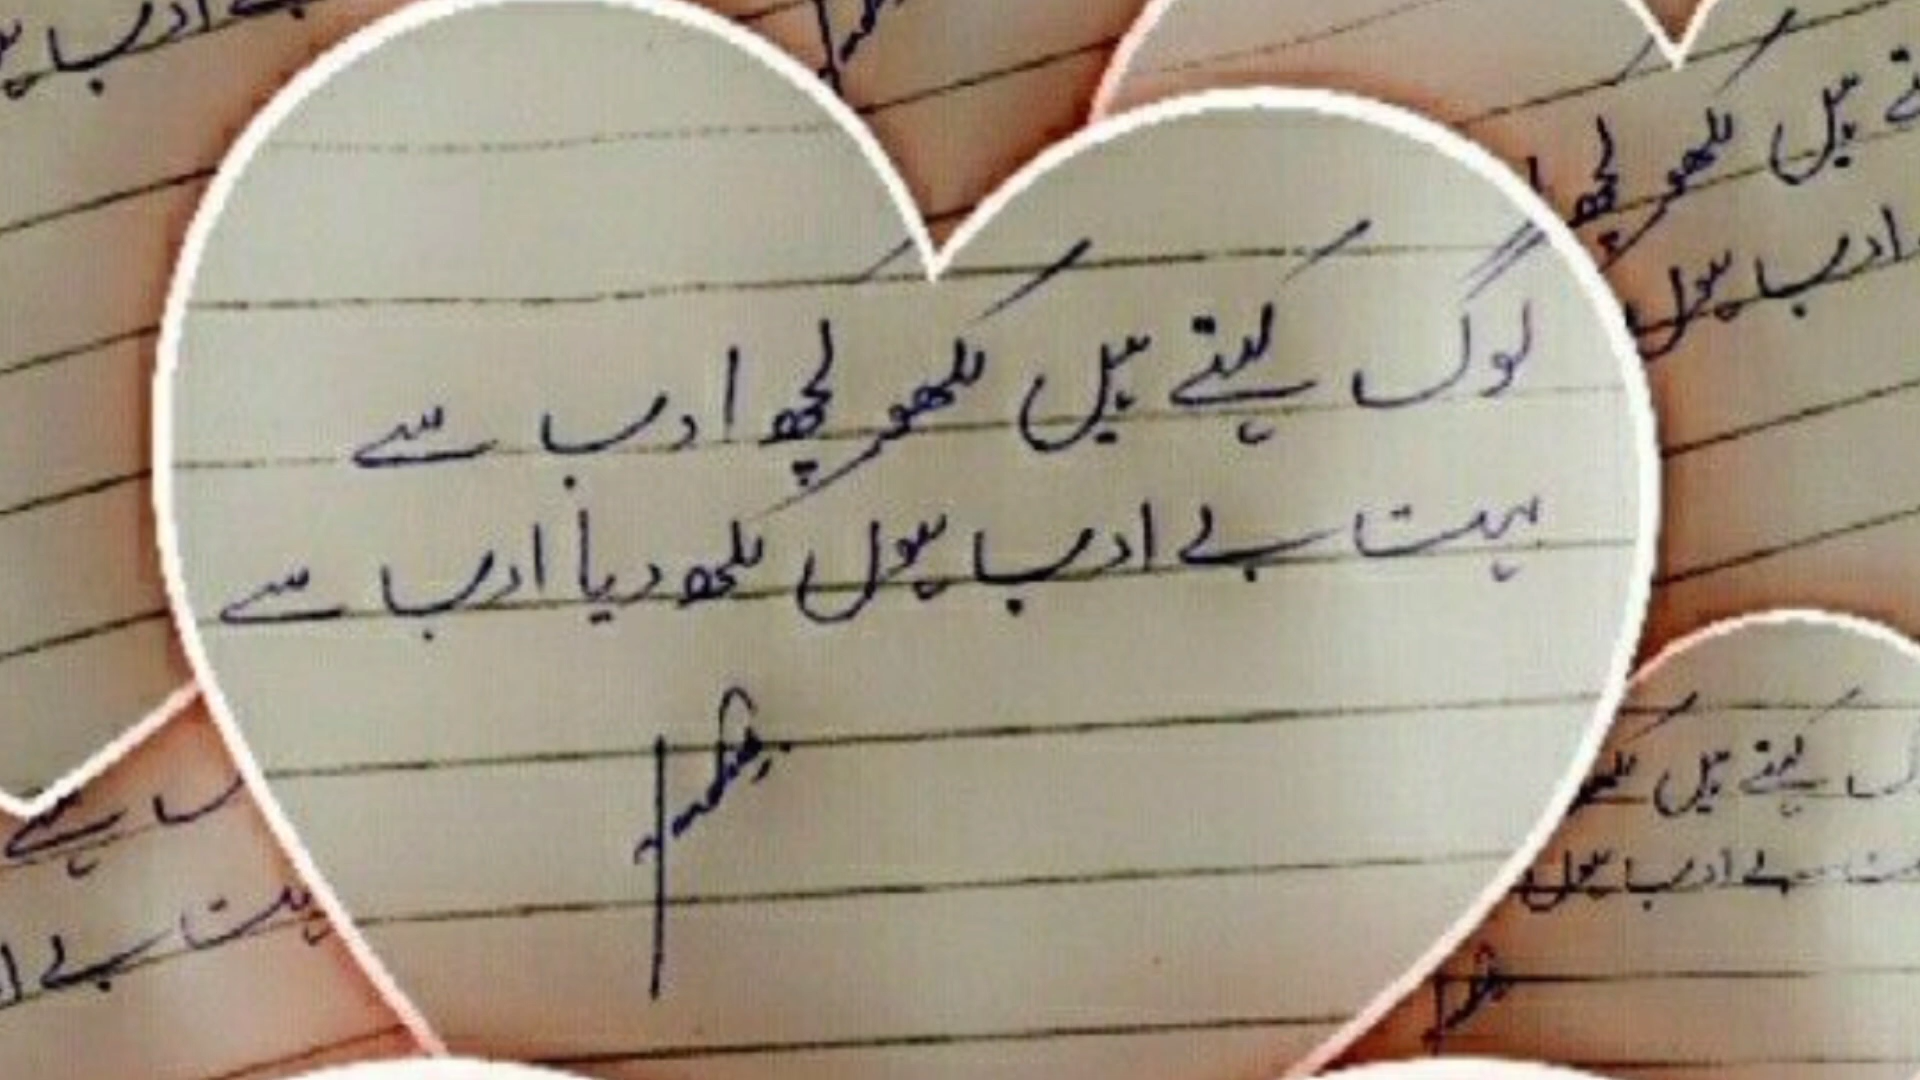 لوگ کہتے ہیں لکھو کچھ ادب سے
بہت بے ادب ہوں لکھ دیا ادب سے